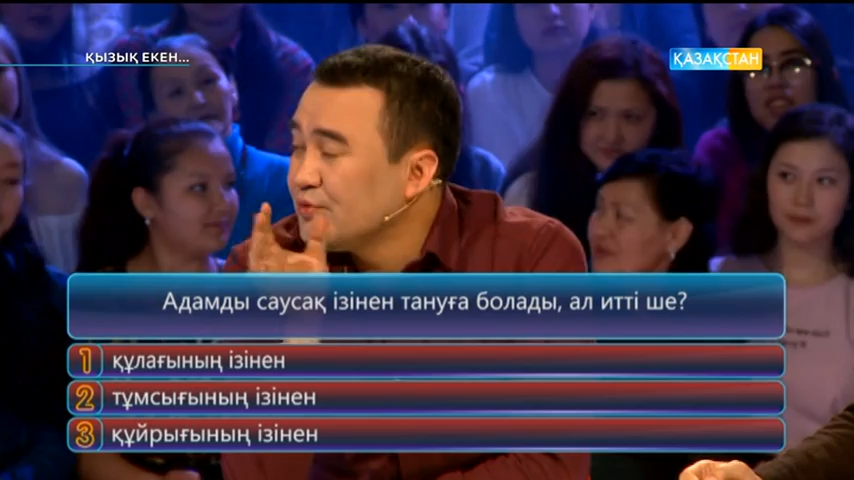 ҚЫЗЫҚ ЕКЕН...
ҚАЗАҚСТАН
Адамды саусақ ізінен тануға болады, ал итті ше?
1 құлағының ізінен
2 тұмсығының ізінен
3 құйрығының ізінен